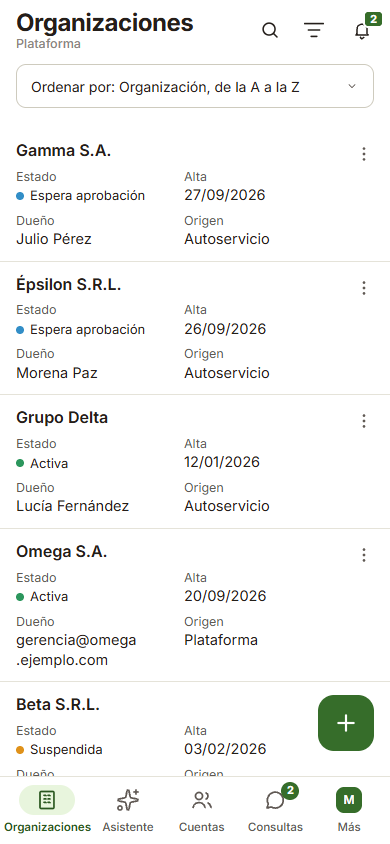 Organizaciones
Plataforma
2
Ordenar por: Organización, de la A a la Z
Gamma S.A.
Estado Alta
Espera aprobación 27/09/2026
Dueño Origen
Julio Pérez Autoservicio
Épsilon S.R.L.
Estado Alta
Espera aprobación 26/09/2026
Dueño Origen
Morena Paz Autoservicio
Grupo Delta
Estado Alta
Activa 12/01/2026
Dueño Origen
Lucía Fernández Autoservicio
Omega S.A.
Estado Alta
Activa 20/09/2026
Dueño Origen
gerencia@omega Plataforma
.ejemplo.com
Beta S.R.L.
Estado Alta
Suspendida 03/02/2026
Dueño Origen
2
M
Organizaciones Asistente Cuentas Consultas Más